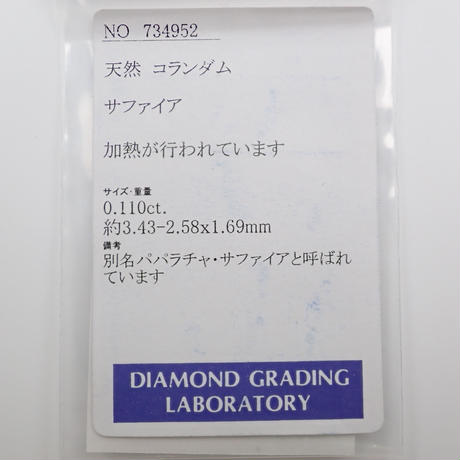 NO 734952
天然 コランダム
サファイア
加熱が行われています
サイズ・重量
0.110ct.
約3.43-2.58x1.69mm
備考
別名パパラチャ・サファイアと呼ばれ
ています
DIAMOND GRADING
LABORATORY